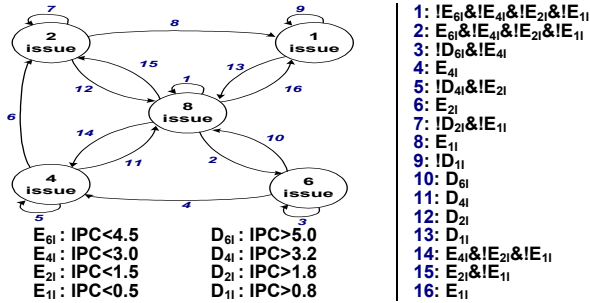 7
9
8
2
issue
1
issue
15
13
12
1
16
8
issue
14
10
6
11
2
4
issue
6
issue
4
5
3
E6I : IPC<4.5
D6I : IPC>5.0
E4I : IPC<3.0
D4I : IPC>3.2
E2I : IPC<1.5
D2I : IPC>1.8
E1I : IPC<0.5
D1I : IPC>0.8
1: !E6I&!E4I&!E2I&!E1I
2: E6I&!E4I&!E2I&!E1I
3: !D6I&!E4I
4: E4I
5: !D4I&!E2I
6: E2I
7: !D2I&!E1I
8: E1I
9: !D1I
10: D6I
11: D4I
12: D2I
13: D1I
14: E4I&!E2I&!E1I
15: E2I&!E1I
16: E1I